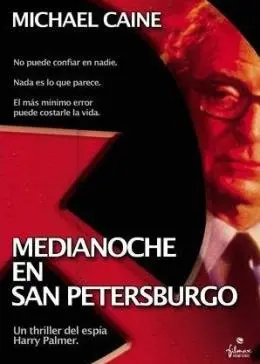 MICHAEL CAINE
No puede confiar en nadie.
Nada es lo que parece.
El más mínimo error
puede costarle la vida.
MEDIANOCHE
EN
SAN PETERSBURGO
Un thriller del espía
Harry Palmer.
filmax